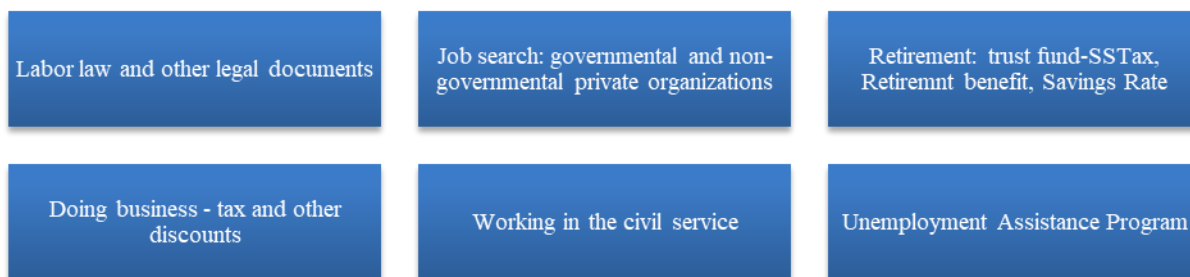 Labor law and other legal documents
Job search: governmental and non-
governmental private organizations
Retirement: trust fund-SSTax,
Retiremnt benefit, Savings Rate
Doing business - tax and other
discounts
Working in the civil service
Unemployment Assistance Program